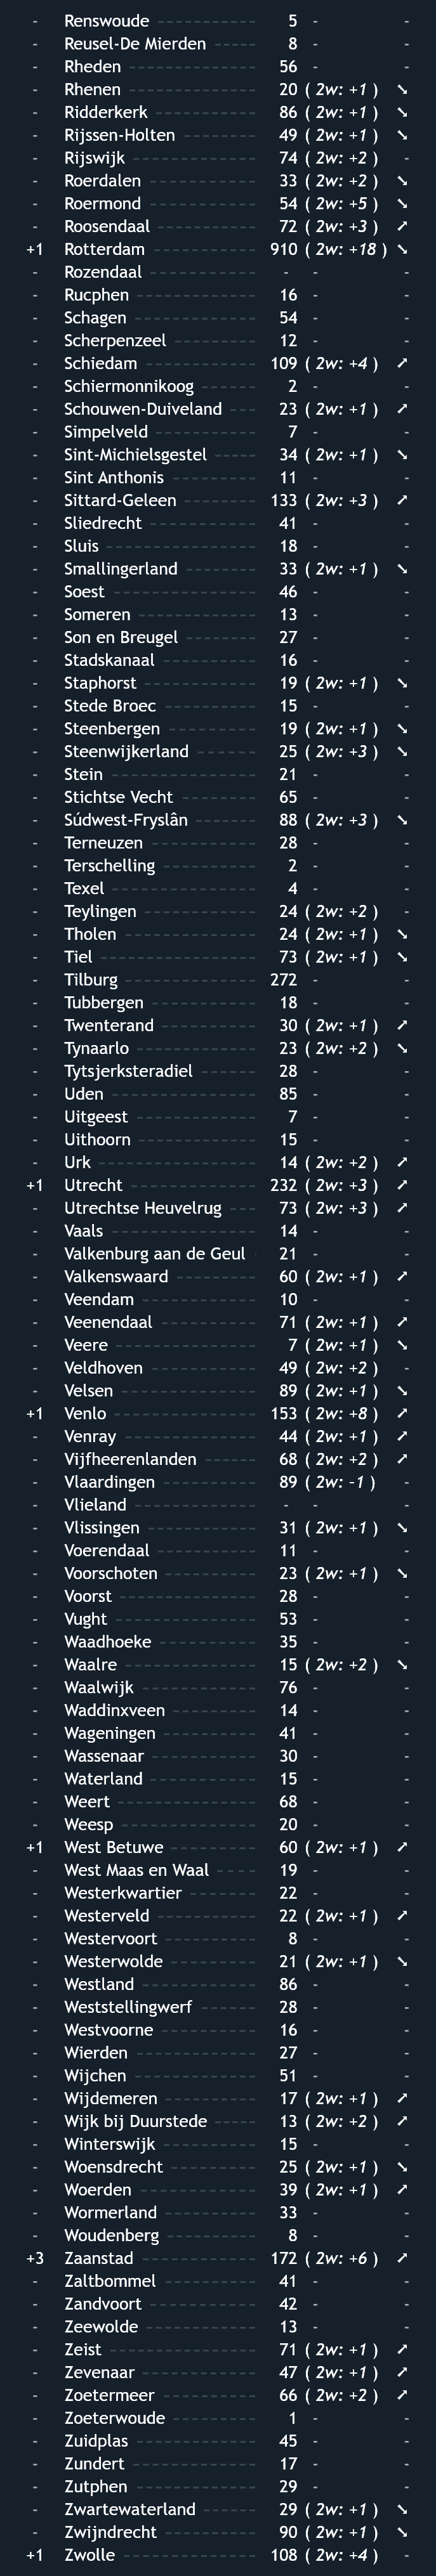 - Renswoude 5 - -
- Reusel-De Mierden 8 - -
- Rheden 56 - -
- Rhenen 20 ( 2w: +1 ) ↘
- Ridderkerk 86 ( 2w: +1 ) ↘
- Rijssen-Holten 49 ( 2w: +1 ) ↘
- Rijswijk 74 ( 2w: +2 ) -
- Roerdalen 33 ( 2w: +2 ) ↘
- Roermond 54 ( 2w: +5 ) ↘
- Roosendaal 72 ( 2w: +3 ) ↗
+1 Rotterdam 910 ( 2w: +18 ) ↘
- Rozendaal - - -
- Rucphen 16 - -
- Schagen 54 - -
- Scherpenzeel 12 - -
- Schiedam 109 ( 2w: +4 ) ↗
- Schiermonnikoog 2 - -
- Schouwen-Duiveland 23 ( 2w: +1 ) ↗
- Simpelveld 7 - -
- Sint-Michielsgestel 34 ( 2w: +1 ) ↘
- Sint Anthonis 11 - -
- Sittard-Geleen 133 ( 2w: +3 ) ↗
- Sliedrecht 41 - -
- Sluis 18 - -
- Smallingerland 33 ( 2w: +1 ) ↘
- Soest 46 - -
- Someren 13 - -
- Son en Breugel 27 - -
- Stadskanaal 16 - -
- Staphorst 19 ( 2w: +1 ) ↘
- Stede Broec 15 - -
- Steenbergen 19 ( 2w: +1 ) ↘
- Steenwijkerland 25 ( 2w: +3 ) ↘
- Stein 21 - -
- Stichtse Vecht 65 - -
- Súdwest-Fryslân 88 ( 2w: +3 ) ↘
- Terneuzen 28 - -
- Terschelling 2 - -
- Texel 4 - -
- Teylingen 24 ( 2w: +2 ) -
- Tholen 24 ( 2w: +1 ) ↘
- Tiel 73 ( 2w: +1 ) ↘
- Tilburg 272 - -
- Tubbergen 18 - -
- Twenterand 30 ( 2w: +1 ) ↗
- Tynaarlo 23 ( 2w: +2 ) ↘
- Tytsjerksteradiel 28 - -
- Uden 85 - -
- Uitgeest 7 - -
- Uithoorn 15 - -
- Urk 14 ( 2w: +2 ) ↗
+1 Utrecht 232 ( 2w: +3 ) ↗
- Utrechtse Heuvelrug 73 ( 2w: +3 ) ↗
- Vaals 14 - -
- Valkenburg aan de Geul 21 - -
- Valkenswaard 60 ( 2w: +1 ) ↗
- Veendam 10 - -
- Veenendaal 71 ( 2w: +1 ) ↗
- Veere 7 ( 2w: +1 ) ↘
- Veldhoven 49 ( 2w: +2 ) -
- Velsen 89 ( 2w: +1 ) ↘
+1 Venlo 153 ( 2w: +8 ) ↗
- Venray 44 ( 2w: +1 ) ↗
- Vijfheerenlanden 68 ( 2w: +2 ) ↗
- Vlaardingen 89 ( 2w: -1 ) -
- Vlieland - - -
- Vlissingen 31 ( 2w: +1 ) ↘
- Voerendaal 11 - -
- Voorschoten 23 ( 2w: +1 ) ↘
- Voorst 28 - -
- Vught 53 - -
- Waadhoeke 35 - -
- Waalre 15 ( 2w: +2 ) ↘
- Waalwijk 76 - -
- Waddinxveen 14 - -
- Wageningen 41 - -
- Wassenaar 30 - -
- Waterland 15 - -
- Weert 68 - -
- Weesp 20 - -
+1 West Betuwe 60 ( 2w: +1 ) ↗
- West Maas en Waal 19 - -
- Westerkwartier 22 - -
- Westerveld 22 ( 2w: +1 ) ↗
- Westervoort 8 - -
- Westerwolde 21 ( 2w: +1 ) ↘
- Westland 86 - -
- Weststellingwerf 28 - -
- Westvoorne 16 - -
- Wierden 27 - -
- Wijchen 51 - -
- Wijdemeren 17 ( 2w: +1 ) ↗
- Wijk bij Duurstede 13 ( 2w: +2 ) ↗
- Winterswijk 15 - -
- Woensdrecht 25 ( 2w: +1 ) ↘
- Woerden 39 ( 2w: +1 ) ↗
- Wormerland 33 - -
- Woudenberg 8 - -
+3 Zaanstad 172 ( 2w: +6 ) ↗
- Zaltbommel 41 - -
- Zandvoort 42 - -
- Zeewolde 13 - -
- Zeist 71 ( 2w: +1 ) ↗
- Zevenaar 47 ( 2w: +1 ) ↗
- Zoetermeer 66 ( 2w: +2 ) ↗
- Zoeterwoude 1 - -
- Zuidplas 45 - -
- Zundert 17 - -
- Zutphen 29 - -
- Zwartewaterland 29 ( 2w: +1 ) ↘
- Zwijndrecht 90 ( 2w: +1 ) ↘
+1 Zwolle 108 ( 2w: +4 ) -